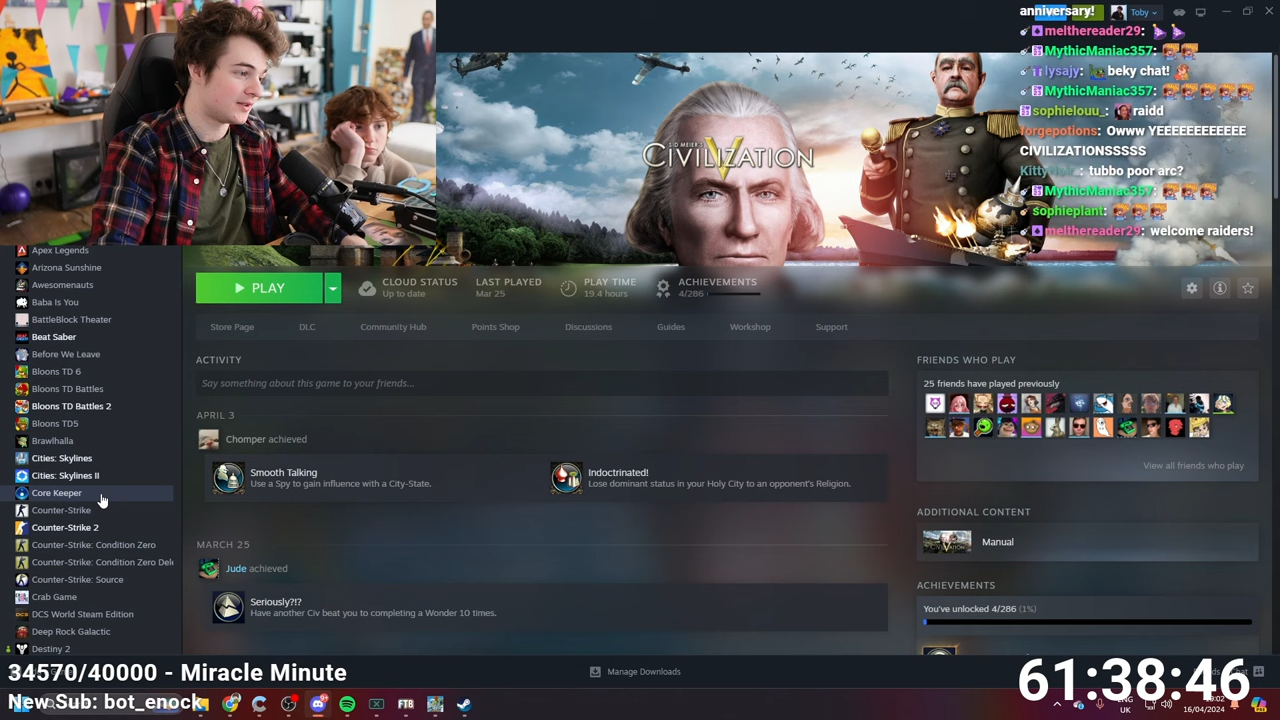 anniversary!
Toby
melthereader29:
MythicManiac357:
lysajy: beky chat!
MythicManiac357:
sophielouu_: raidd
forgepotions: Owww YEEEEEEEEEEEE
CIVILIZATIONSSSSS
tubbo poor arc?
MythicManiac357:
sophieplant:
melthereader29: welcome raiders!
SID MEIER'S
CIVILIZATION V
Apex Legends
Arizona Sunshine
Awesomenauts
Baba Is You
BattleBlock Theater
Beat Saber
Before We Leave
Bloons TD 6
Bloons TD Battles
Bloons TD Battles 2
Bloons TD5
Brawlhalla
Cities: Skylines
Cities: Skylines II
Core Keeper
Counter-Strike
Counter-Strike 2
Counter-Strike: Condition Zero
Counter-Strike: Condition Zero Dele
Counter-Strike: Source
Crab Game
DCS World Steam Edition
Deep Rock Galactic
Destiny 2
PLAY
CLOUD STATUS
Up to date
LAST PLAYED
Mar 25
PLAY TIME
19.4 hours
ACHIEVEMENTS
4/286
Store Page
DLC
Community Hub
Points Shop
Discussions
Guides
Workshop
Support
ACTIVITY
Say something about this game to your friends...
APRIL 3
Chomper achieved
Smooth Talking
Use a Spy to gain influence with a City-State.
Indoctrinated!
Lose dominant status in your Holy City to an opponent's Religion.
MARCH 25
Jude achieved
Seriously?!?
Have another Civ beat you to completing a Wonder 10 times.
FRIENDS WHO PLAY
25 friends have played previously
View all friends who play
ADDITIONAL CONTENT
Manual
ACHIEVEMENTS
You've unlocked 4/286 (1%)
Manage Downloads
34570/40000 - Miracle Minute
New Sub: bot_enock
61:38:46
FTB
ENG
UK
16/04/2024